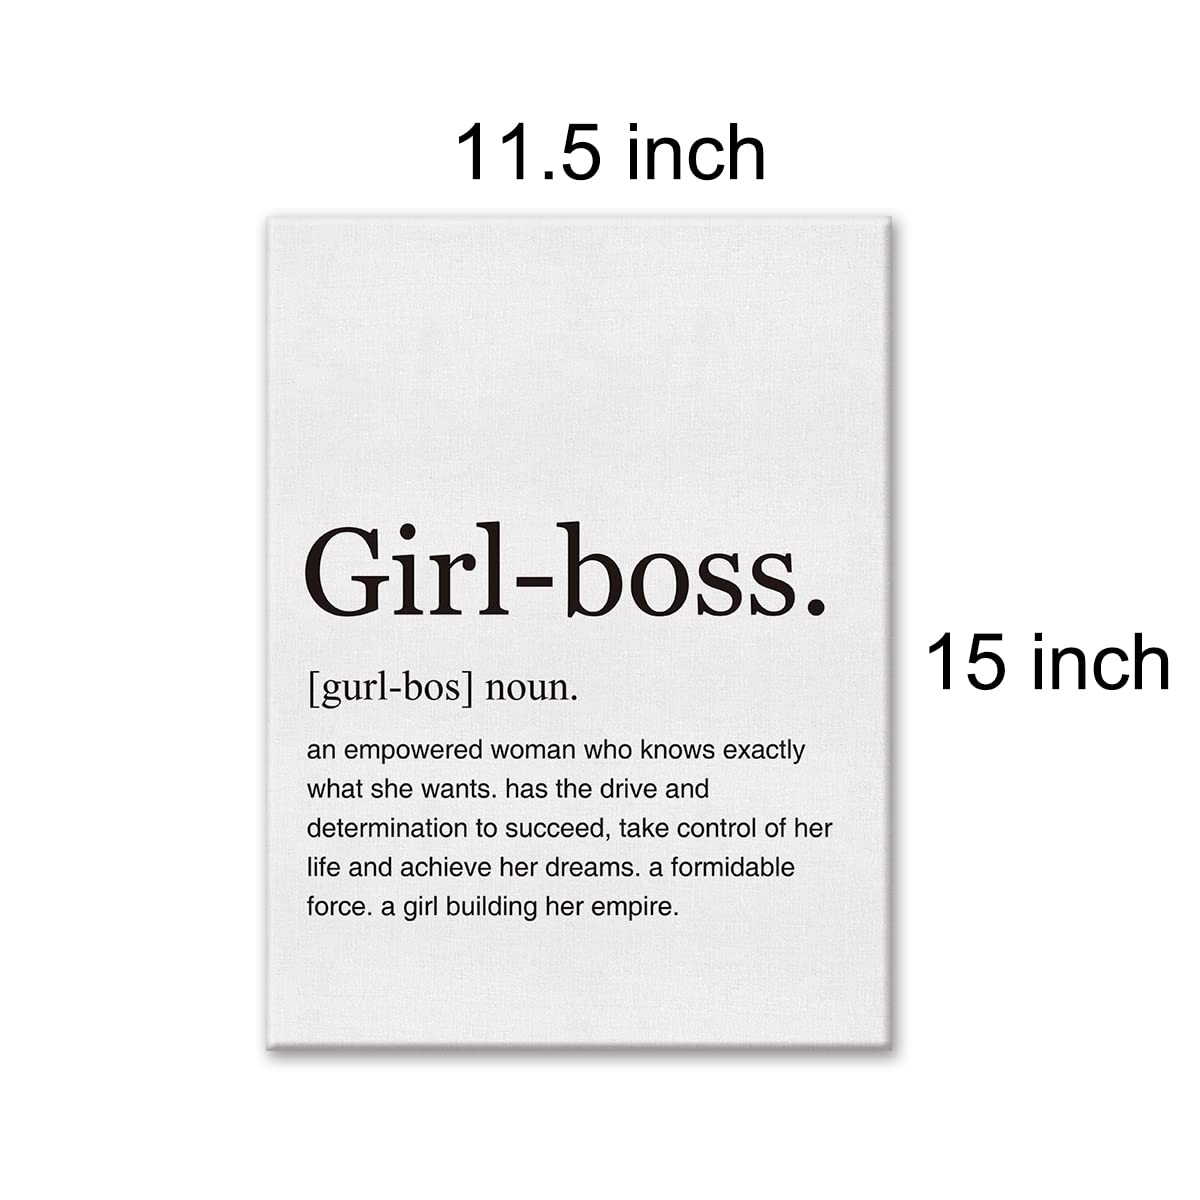 11.5 inch
Girl-boss.
15 inch
[gurl-bos] noun.
an empowered woman who knows exactly
what she wants. has the drive and
determination to succeed, take control of her
life and achieve her dreams. a formidable
force. a girl building her empire.